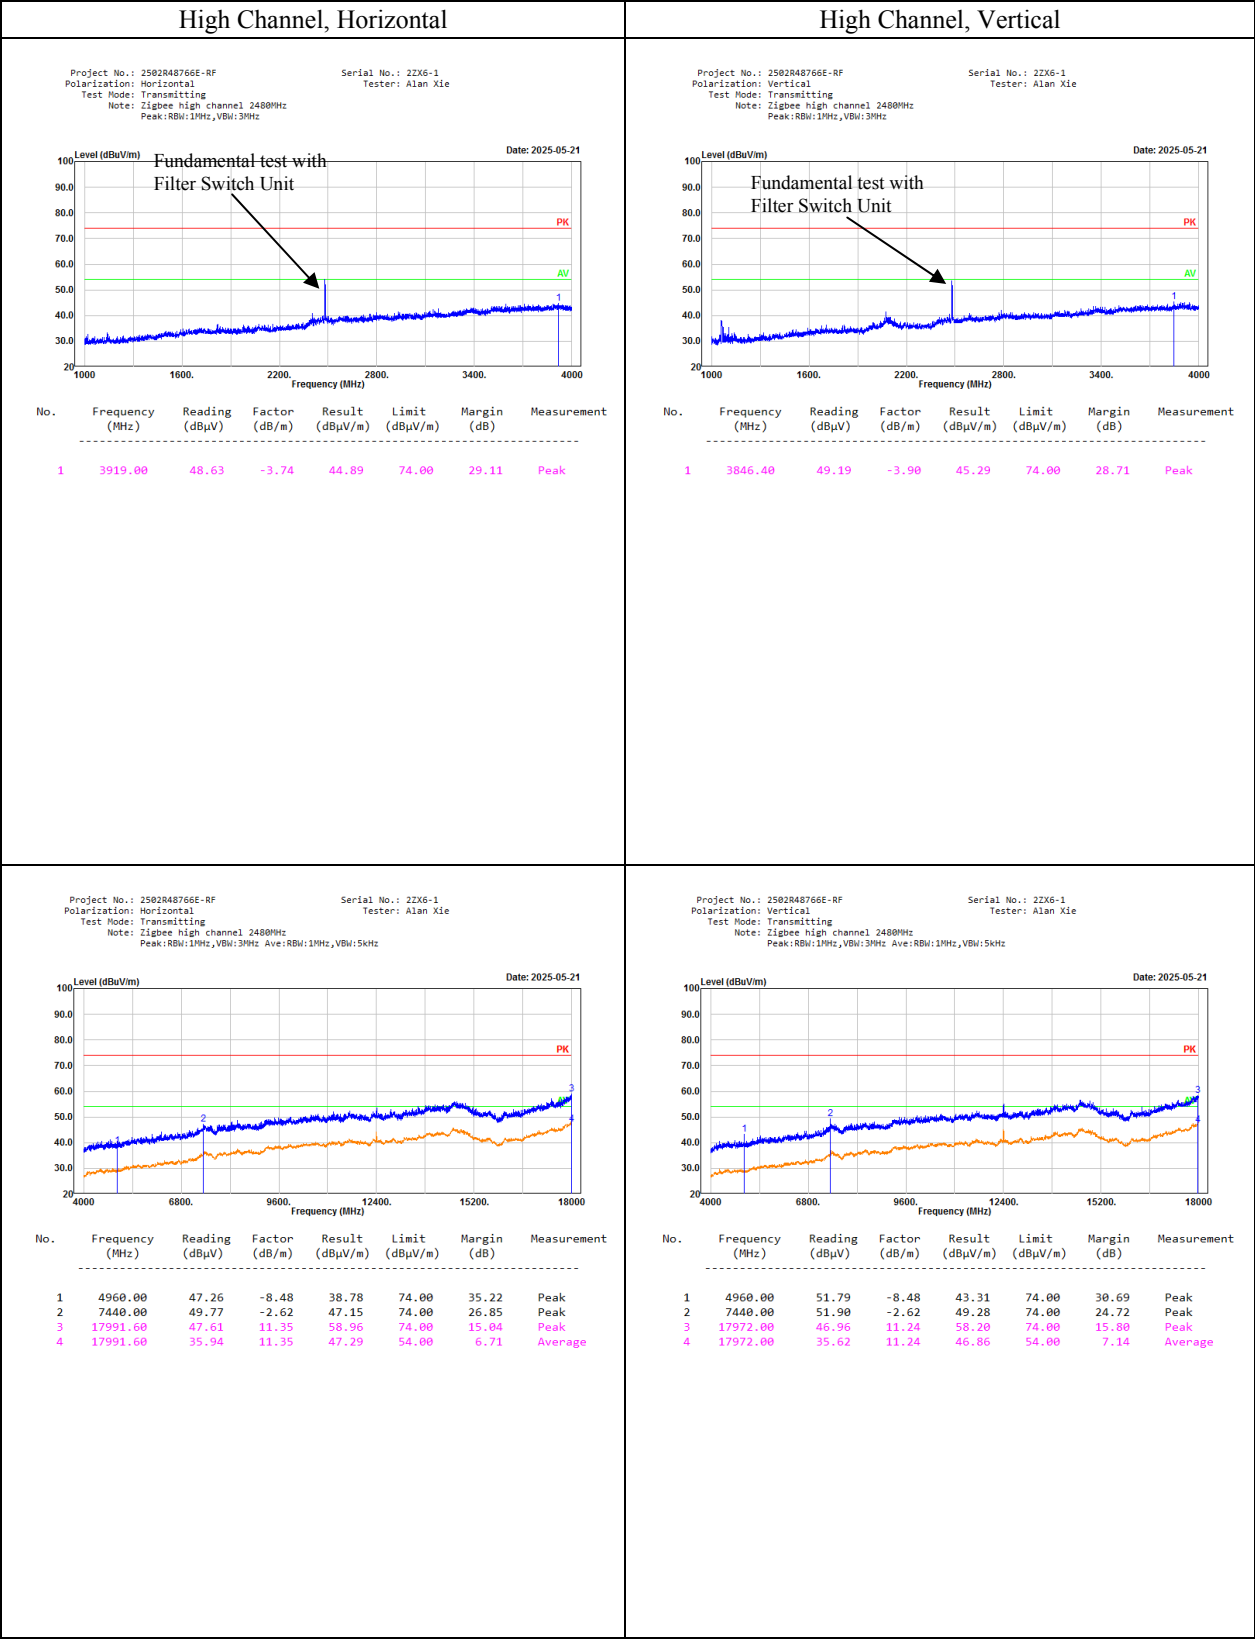 High Channel, Horizontal
High Channel, Vertical
Project No.: 2502R48766E-RF Serial No.: 2ZX6-1
Polarization: Horizontal Tester: Alan Xie
Test Mode: Transmitting
Note: Zigbee high channel 2480MHz
Peak:RBW:1MHz,VBW:3MHz
Level (dBuV/m) Date: 2025-05-21
Fundamental test with
Filter Switch Unit
100
90.0
80.0
PK
70.0
60.0
AV
50.0
1
40.0
30.0
20
1000 1600. 2200. 2800. 3400. 4000
Frequency (MHz)
No. Frequency Reading Factor Result Limit Margin Measurement
(MHz) (dBµV) (dB/m) (dBµV/m) (dBµV/m) (dB)
1 3919.00 48.63 -3.74 44.89 74.00 29.11 Peak
Project No.: 2502R48766E-RF Serial No.: 2ZX6-1
Polarization: Vertical Tester: Alan Xie
Test Mode: Transmitting
Note: Zigbee high channel 2480MHz
Peak:RBW:1MHz,VBW:3MHz
Level (dBuV/m) Date: 2025-05-21
Fundamental test with
Filter Switch Unit
100
90.0
80.0
PK
70.0
60.0
AV
50.0
1
40.0
30.0
20
1000 1600. 2200. 2800. 3400. 4000
Frequency (MHz)
No. Frequency Reading Factor Result Limit Margin Measurement
(MHz) (dBµV) (dB/m) (dBµV/m) (dBµV/m) (dB)
1 3846.40 49.19 -3.90 45.29 74.00 28.71 Peak
Project No.: 2502R48766E-RF Serial No.: 2ZX6-1
Polarization: Horizontal Tester: Alan Xie
Test Mode: Transmitting
Note: Zigbee high channel 2480MHz
Peak:RBW:1MHz,VBW:3MHz Ave:RBW:1MHz,VBW:5kHz
Level (dBuV/m) Date: 2025-05-21
100
90.0
80.0
PK
70.0
60.0
3
50.0
2
4
40.0
1
30.0
20
4000 6800. 9600. 12400. 15200. 18000
Frequency (MHz)
No. Frequency Reading Factor Result Limit Margin Measurement
(MHz) (dBµV) (dB/m) (dBµV/m) (dBµV/m) (dB)
1 4960.00 47.26 -8.48 38.78 74.00 35.22 Peak
2 7440.00 49.77 -2.62 47.15 74.00 26.85 Peak
3 17991.60 47.61 11.35 58.96 74.00 15.04 Peak
4 17991.60 35.94 11.35 47.29 54.00 6.71 Average
Project No.: 2502R48766E-RF Serial No.: 2ZX6-1
Polarization: Vertical Tester: Alan Xie
Test Mode: Transmitting
Note: Zigbee high channel 2480MHz
Peak:RBW:1MHz,VBW:3MHz Ave:RBW:1MHz,VBW:5kHz
Level (dBuV/m) Date: 2025-05-21
100
90.0
80.0
PK
70.0
60.0
3
50.0
2
4
40.0
1
30.0
20
4000 6800. 9600. 12400. 15200. 18000
Frequency (MHz)
No. Frequency Reading Factor Result Limit Margin Measurement
(MHz) (dBµV) (dB/m) (dBµV/m) (dBµV/m) (dB)
1 4960.00 51.79 -8.48 43.31 74.00 30.69 Peak
2 7440.00 51.90 -2.62 49.28 74.00 24.72 Peak
3 17972.00 46.96 11.24 58.20 74.00 15.80 Peak
4 17972.00 35.62 11.24 46.86 54.00 7.14 Average